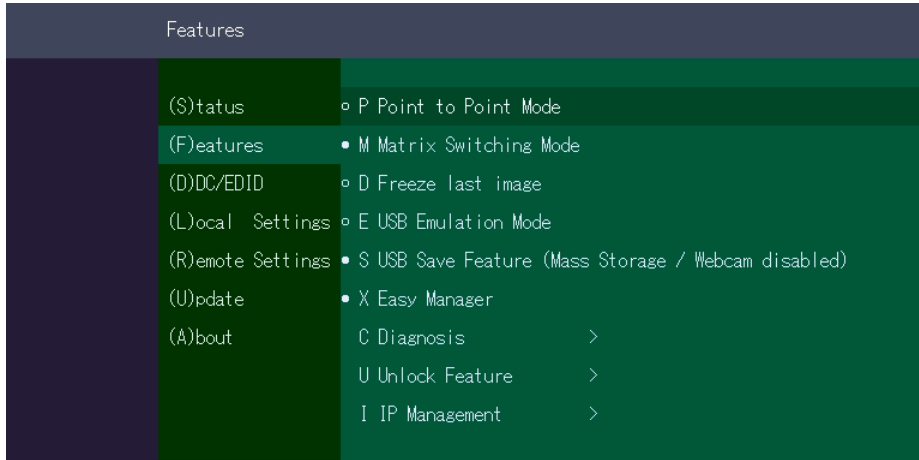 Features
(S)tatus
(F)eatures
(D)DC/EDID
(L)ocal Settings
(R)emote Settings
(U)pdate
(A)bout
○ P Point to Point Mode
● M Matrix Switching Mode
○ D Freeze last image
○ E USB Emulation Mode
● S USB Save Feature (Mass Storage / Webcam disabled)
● X Easy Manager
C Diagnosis >
U Unlock Feature >
I IP Management >